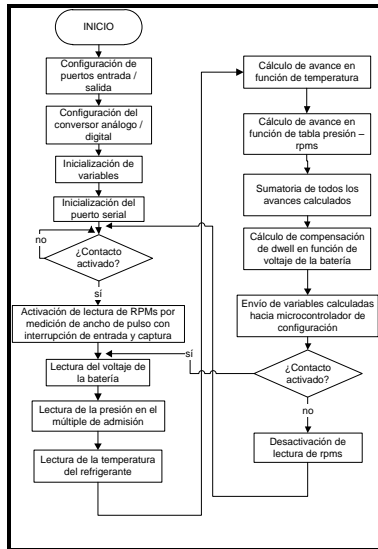 INICIO
Configuración de
puertos entrada /
salida
Configuración del
conversor análogo /
digital
Inicialización de
variables
Inicialización del
puerto serial
no
¿Contacto
activado?
sí
Activación de lectura de RPMs por
medición de ancho de pulso con
interrupción de entrada y captura
Lectura del voltaje de
la batería
Lectura de la presión en el
múltiple de admisión
Lectura de la temperatura
del refrigerante
Cálculo de avance en
función de temperatura
Cálculo de avance en
función de tabla presión –
rpms
Sumatoria de todos los
avances calculados
Cálculo de compensación
de dwell en función de
voltaje de la batería
Envío de variables calculadas
hacia microcontrolador de
configuración
sí
¿Contacto
activado?
no
Desactivación de
lectura de rpms